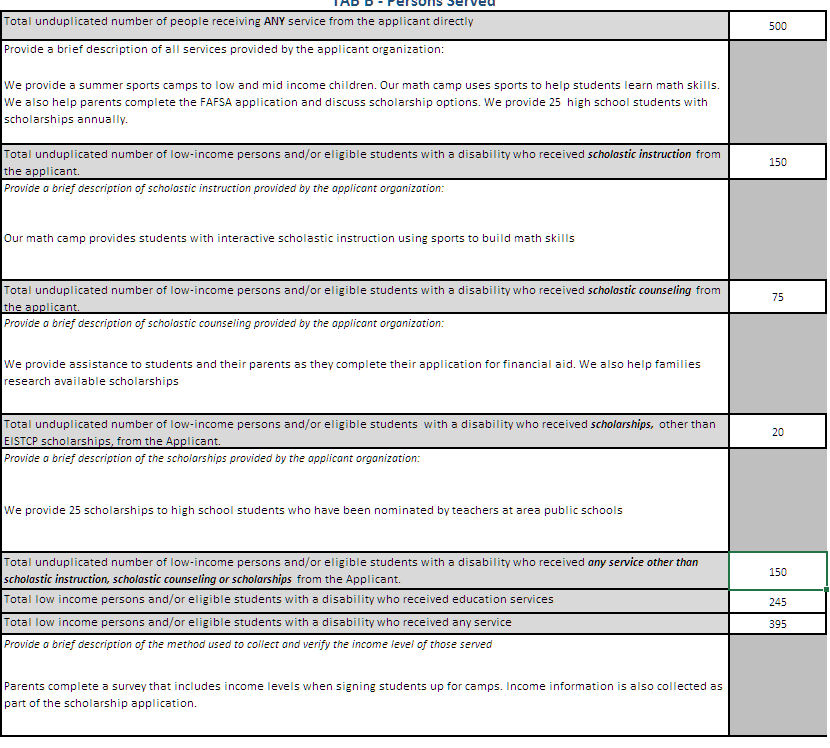 TAB B - Persons Served
Total unduplicated number of people receiving ANY service from the applicant directly
500
Provide a brief description of all services provided by the applicant organization:
We provide a summer sports camps to low and mid income children. Our math camp uses sports to help students learn math skills.
We also help parents complete the FAFSA application and discuss scholarship options. We provide 25 high school students with
scholarships annually.
Total unduplicated number of low-income persons and/or eligible students with a disability who received scholastic instruction from
the applicant.
150
Provide a brief description of scholastic instruction provided by the applicant organization:
Our math camp provides students with interactive scholastic instruction using sports to build math skills
Total unduplicated number of low-income persons and/or eligible students with a disability who received scholastic counseling from
the applicant.
75
Provide a brief description of scholastic counseling provided by the applicant organization:
We provide assistance to students and their parents as they complete their application for financial aid. We also help families
research available scholarships
Total unduplicated number of low-income persons and/or eligible students with a disability who received scholarships, other than
EISTCP scholarships, from the Applicant.
20
Provide a brief description of the scholarships provided by the applicant organization:
We provide 25 scholarships to high school students who have been nominated by teachers at area public schools
Total unduplicated number of low-income persons and/or eligible students with a disability who received any service other than
scholastic instruction, scholastic counseling or scholarships from the Applicant.
150
Total low income persons and/or eligible students with a disability who received education services
245
Total low income persons and/or eligible students with a disability who received any service
395
Provide a brief description of the method used to collect and verify the income level of those served
Parents complete a survey that includes income levels when signing students up for camps. Income information is also collected as
part of the scholarship application.